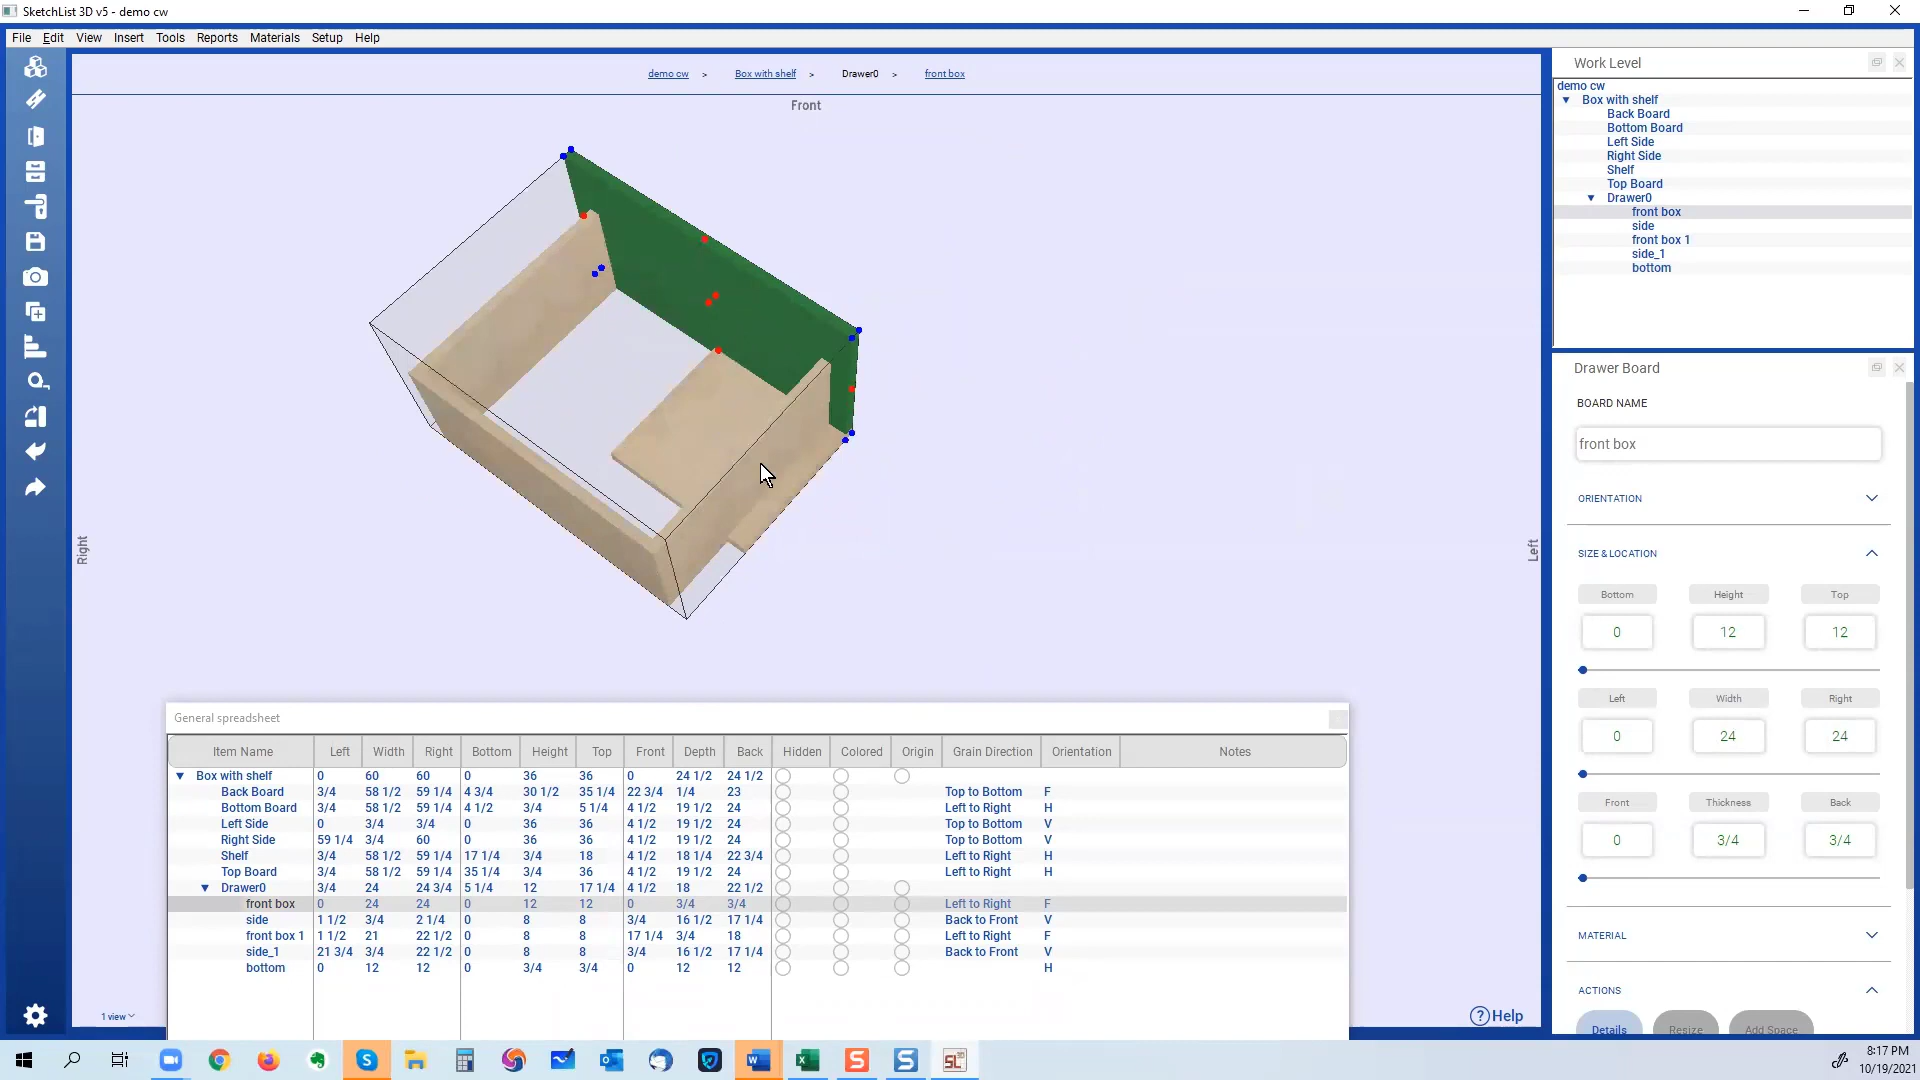 SketchList 3D v5 - demo cw
File Edit View Insert Tools Reports Materials Setup Help
demo cw > Box with shelf > Drawer0 > front box
Front
Right
Left
1 view
Help
Work Level
demo cw
Box with shelf
Back Board
Bottom Board
Left Side
Right Side
Shelf
Top Board
Drawer0
front box
side
front box 1
side_1
bottom
Drawer Board
BOARD NAME
front box
ORIENTATION
SIZE & LOCATION
Bottom Height Top
0 12 12
Left Width Right
0 24 24
Front Thickness Back
0 3/4 3/4
MATERIAL
ACTIONS
Details Resize Add Space
General spreadsheet
Item Name Left Width Right Bottom Height Top Front Depth Back Hidden Colored Origin Grain Direction Orientation Notes
Box with shelf 0 60 60 0 36 36 0 24 1/2 24 1/2
Back Board 3/4 58 1/2 59 1/4 4 3/4 30 1/2 35 1/4 22 3/4 1/4 23 Top to Bottom F
Bottom Board 3/4 58 1/2 59 1/4 4 1/2 3/4 5 1/4 4 1/2 19 1/2 24 Left to Right H
Left Side 0 3/4 3/4 0 36 36 4 1/2 19 1/2 24 Top to Bottom V
Right Side 59 1/4 3/4 60 0 36 36 4 1/2 19 1/2 24 Top to Bottom V
Shelf 3/4 58 1/2 59 1/4 17 1/4 3/4 18 4 1/2 18 1/4 22 3/4 Left to Right H
Top Board 3/4 58 1/2 59 1/4 35 1/4 3/4 36 4 1/2 19 1/2 24 Left to Right H
Drawer0 3/4 24 24 3/4 5 1/4 12 17 1/4 4 1/2 18 22 1/2
front box 0 24 24 0 12 12 0 3/4 3/4 Left to Right F
side 1 1/2 3/4 2 1/4 0 8 8 3/4 16 1/2 17 1/4 Back to Front V
front box 1 1 1/2 21 22 1/2 0 8 8 17 1/4 3/4 18 Left to Right F
side_1 21 3/4 3/4 22 1/2 0 8 8 3/4 16 1/2 17 1/4 Back to Front V
bottom 0 12 12 0 3/4 3/4 0 12 12 H
8:17 PM
10/19/2021